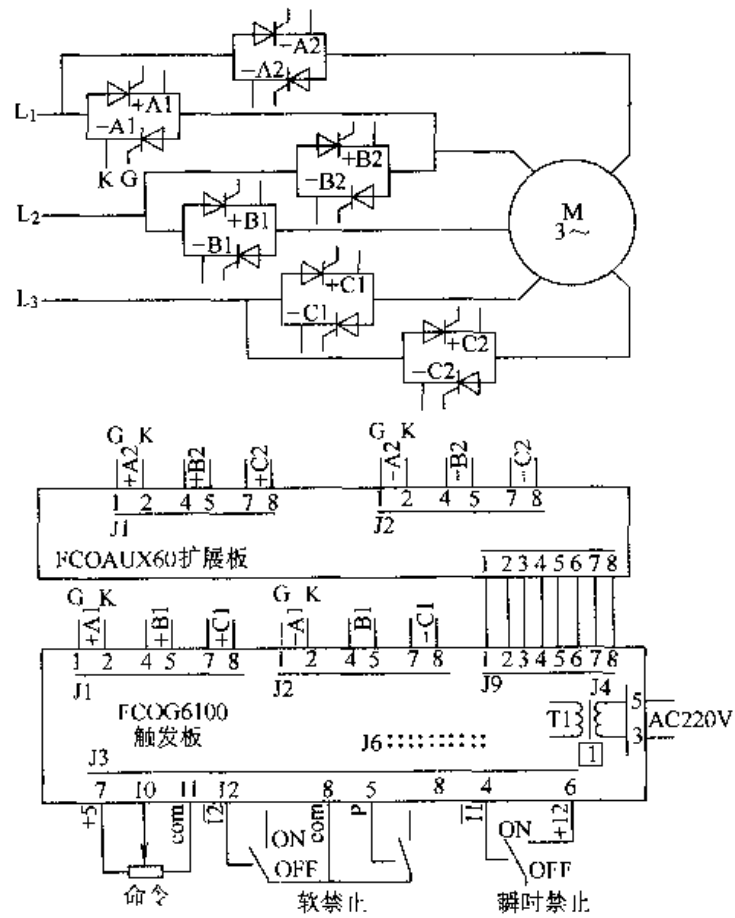 −A2
−A2
+A1
L1
−A1
K G
+B2
−B2
L2
+B1
−B1
M
3～
L3
+C1
−C1
+C2
−C2
G K
G K
+A2
+B2
+C2
−A2
−B2
−C2
1 2 4 5 7 8
1 2 4 5 7 8
J1
J2
FCOAUX60扩展板
1 2 3 4 5 6 7 8
G K
G K
+A1
+B1
+C1
−A1
B1
−C1
1 2 4 5 7 8
1 2 4 5 7 8
1 2 3 4 5 6 7 8
J1
J2
J9
J4
FCOG6100
触发板
J6
T1
5
3
AC220V
1
J3
7 10 11 12 8 5 8 4 6
+5
com
I2
com
P
I1
+12
ON
OFF
ON
OFF
命令
软禁止
瞬时禁止